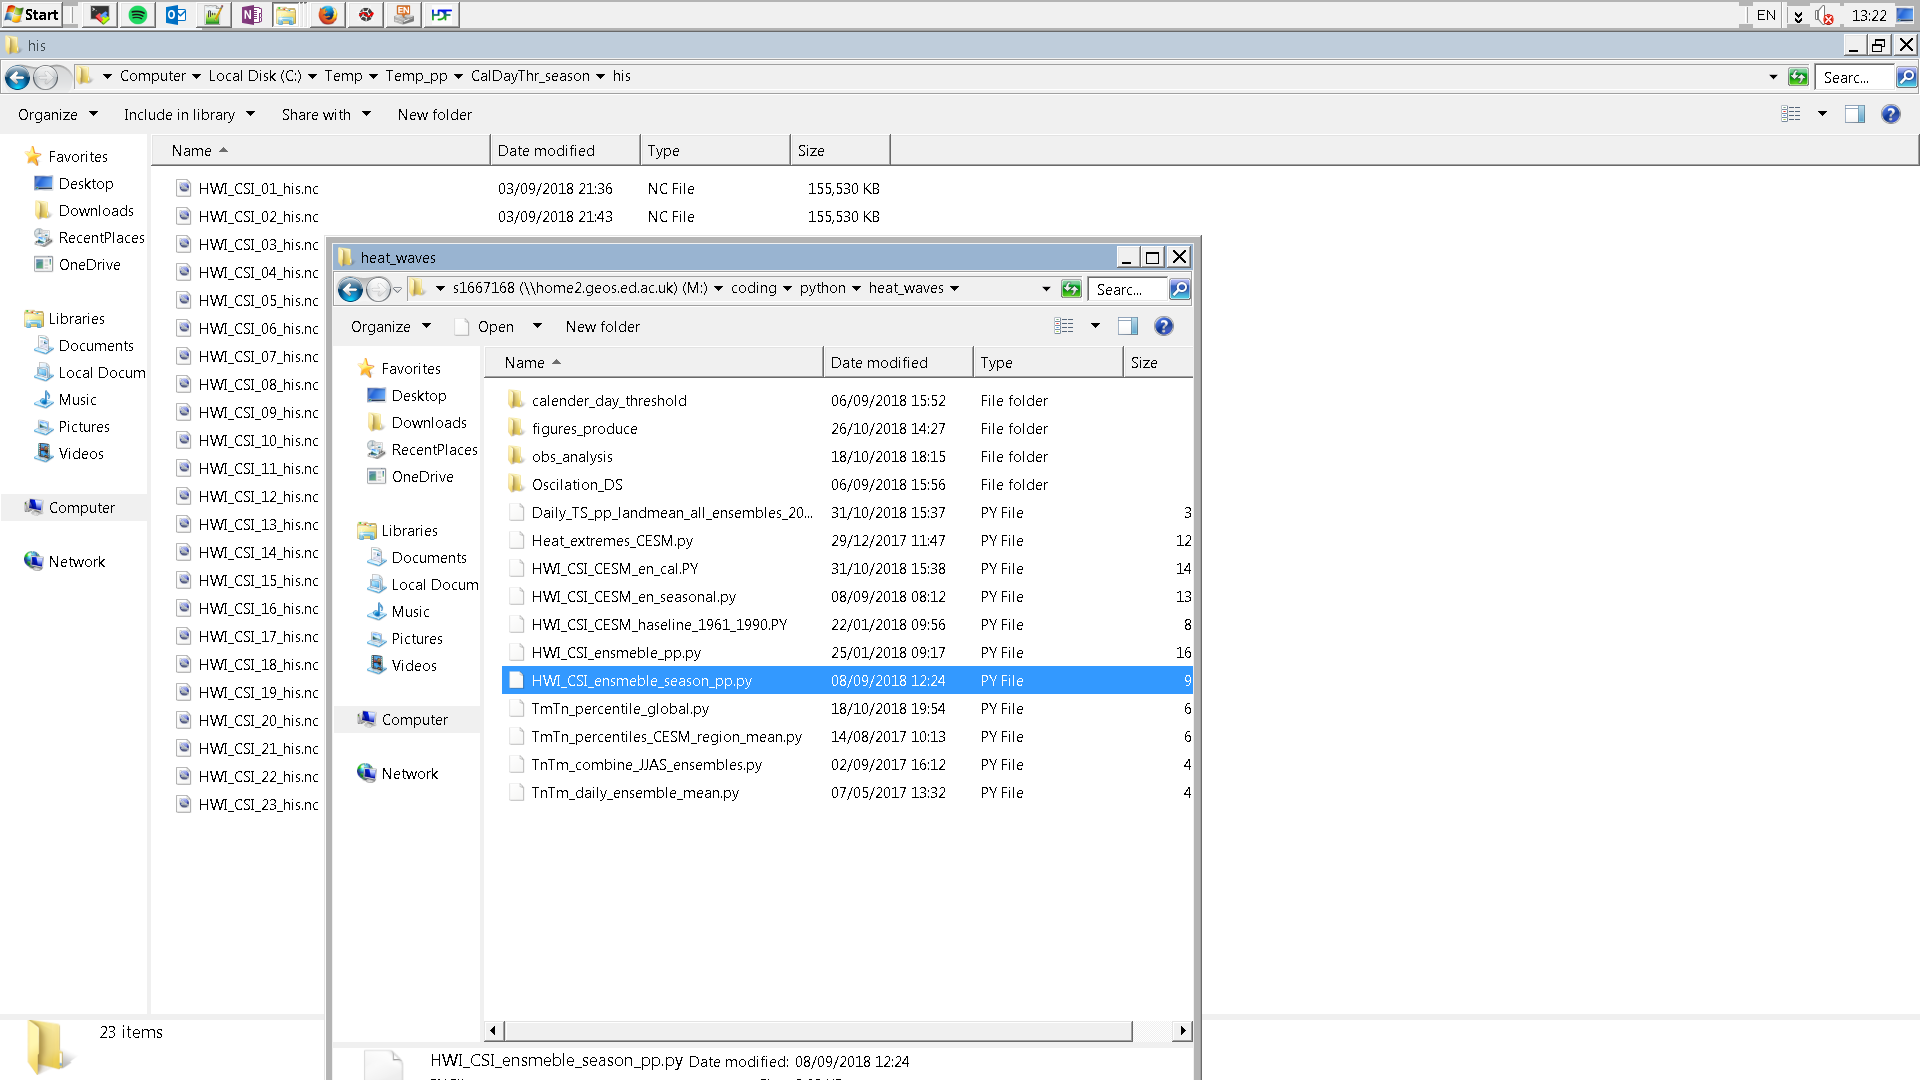 Start
EN
13:22
his
Computer Local Disk (C:) Temp Temp_pp CalDayThr_season his
Searc...
Organize Include in library Share with New folder
Name Date modified Type Size
Favorites
Desktop
Downloads
RecentPlaces
OneDrive
Libraries
Documents
Local Docum
Music
Pictures
Videos
Computer
Network
HWI_CSI_01_his.nc 03/09/2018 21:36 NC File 155,530 KB
HWI_CSI_02_his.nc 03/09/2018 21:43 NC File 155,530 KB
HWI_CSI_03_his.nc
HWI_CSI_04_his.nc
HWI_CSI_05_his.nc
HWI_CSI_06_his.nc
HWI_CSI_07_his.nc
HWI_CSI_08_his.nc
HWI_CSI_09_his.nc
HWI_CSI_10_his.nc
HWI_CSI_11_his.nc
HWI_CSI_12_his.nc
HWI_CSI_13_his.nc
HWI_CSI_14_his.nc
HWI_CSI_15_his.nc
HWI_CSI_16_his.nc
HWI_CSI_17_his.nc
HWI_CSI_18_his.nc
HWI_CSI_19_his.nc
HWI_CSI_20_his.nc
HWI_CSI_21_his.nc
HWI_CSI_22_his.nc
HWI_CSI_23_his.nc
23 items
heat_waves
s1667168 (\\home2.geos.ed.ac.uk) (M:) coding python heat_waves
Searc...
Organize Open New folder
Name Date modified Type Size
Favorites
Desktop
Downloads
RecentPlaces
OneDrive
Libraries
Documents
Local Docum
Music
Pictures
Videos
Computer
Network
calender_day_threshold 06/09/2018 15:52 File folder
figures_produce 26/10/2018 14:27 File folder
obs_analysis 18/10/2018 18:15 File folder
Oscilation_DS 06/09/2018 15:56 File folder
Daily_TS_pp_landmean_all_ensembles_20... 31/10/2018 15:37 PY File 3
Heat_extremes_CESM.py 29/12/2017 11:47 PY File 12
HWI_CSI_CESM_en_cal.PY 31/10/2018 15:38 PY File 14
HWI_CSI_CESM_en_seasonal.py 08/09/2018 08:12 PY File 13
HWI_CSI_CESM_haseline_1961_1990.PY 22/01/2018 09:56 PY File 8
HWI_CSI_ensmeble_pp.py 25/01/2018 09:17 PY File 16
HWI_CSI_ensmeble_season_pp.py 08/09/2018 12:24 PY File 9
TmTn_percentile_global.py 18/10/2018 19:54 PY File 6
TmTn_percentiles_CESM_region_mean.py 14/08/2017 10:13 PY File 6
TnTm_combine_JJAS_ensembles.py 02/09/2017 16:12 PY File 4
TnTm_daily_ensemble_mean.py 07/05/2017 13:32 PY File 4
HWI_CSI_ensmeble_season_pp.py Date modified: 08/09/2018 12:24